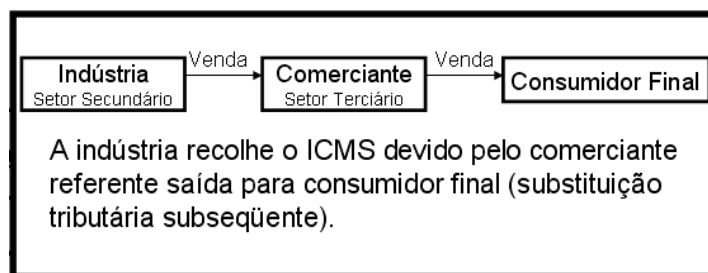 Venda
Venda
Indústria
Setor Secundário
Comerciante
Setor Terciário
Consumidor Final
A indústria recolhe o ICMS devido pelo comerciante
referente saída para consumidor final (substituição
tributária subseqüente).